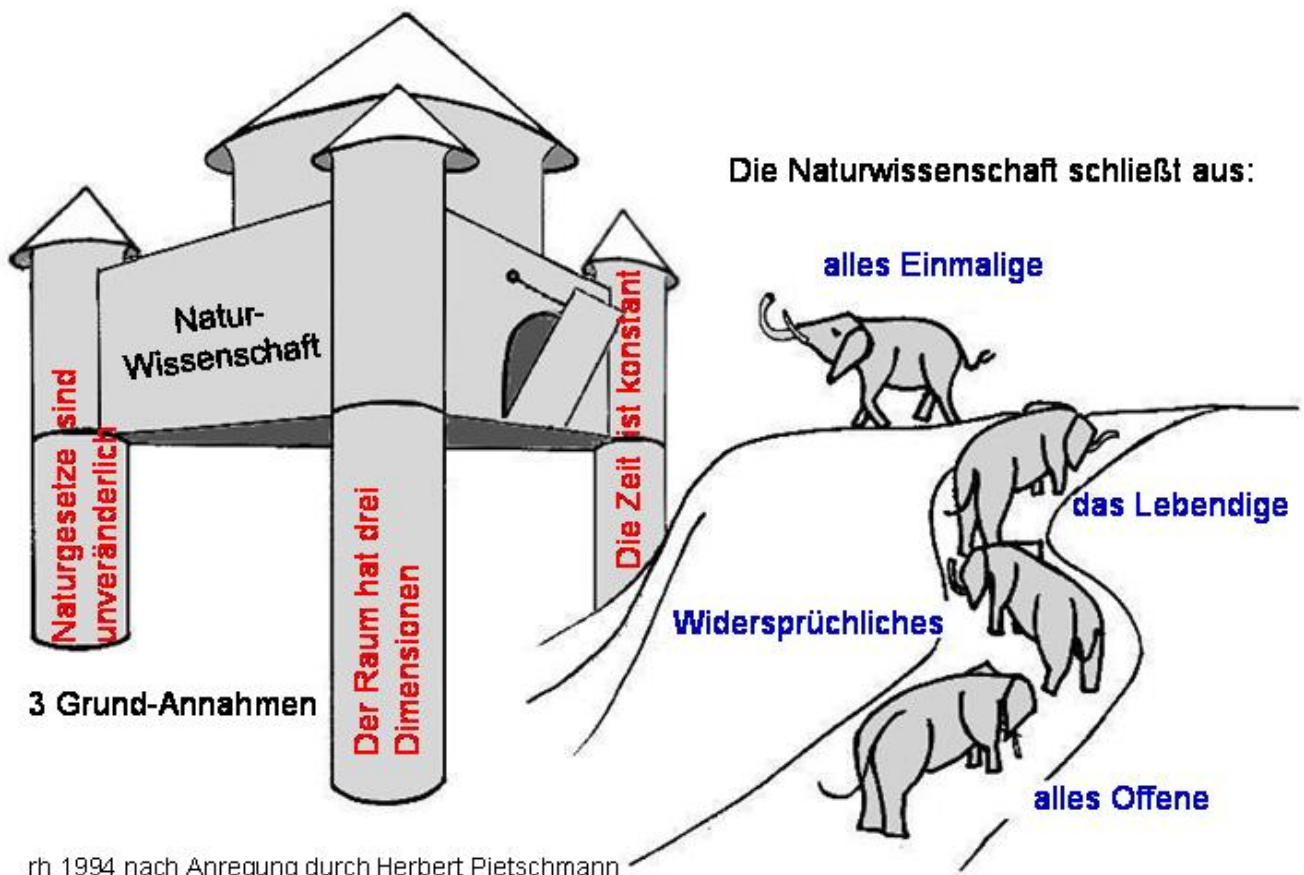 Die Naturwissenschaft schließt aus:
alles Einmalige
Natur-
Wissenschaft
das Lebendige
Widersprüchliches
alles Offene
Naturgesetze sind
unveränderlich
Der Raum hat drei
Dimensionen
Die Zeit ist konstant
3 Grund-Annahmen
rh 1994 nach Anregung durch Herbert Pietschmann